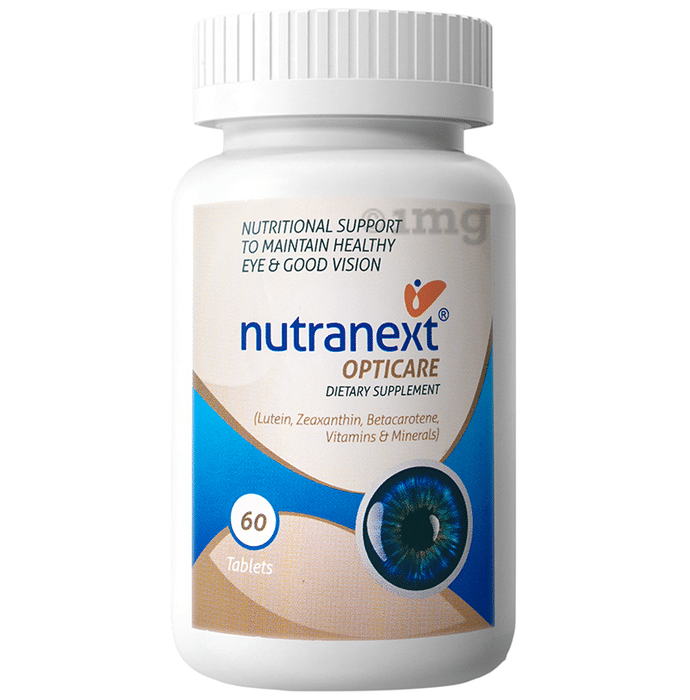 1mg
NUTRITIONAL SUPPORT
TO MAINTAIN HEALTHY
EYE & GOOD VISION
nutranext®
OPTICARE
DIETARY SUPPLEMENT
(Lutein, Zeaxanthin, Betacarotene,
Vitamins & Minerals)
60
Tablets